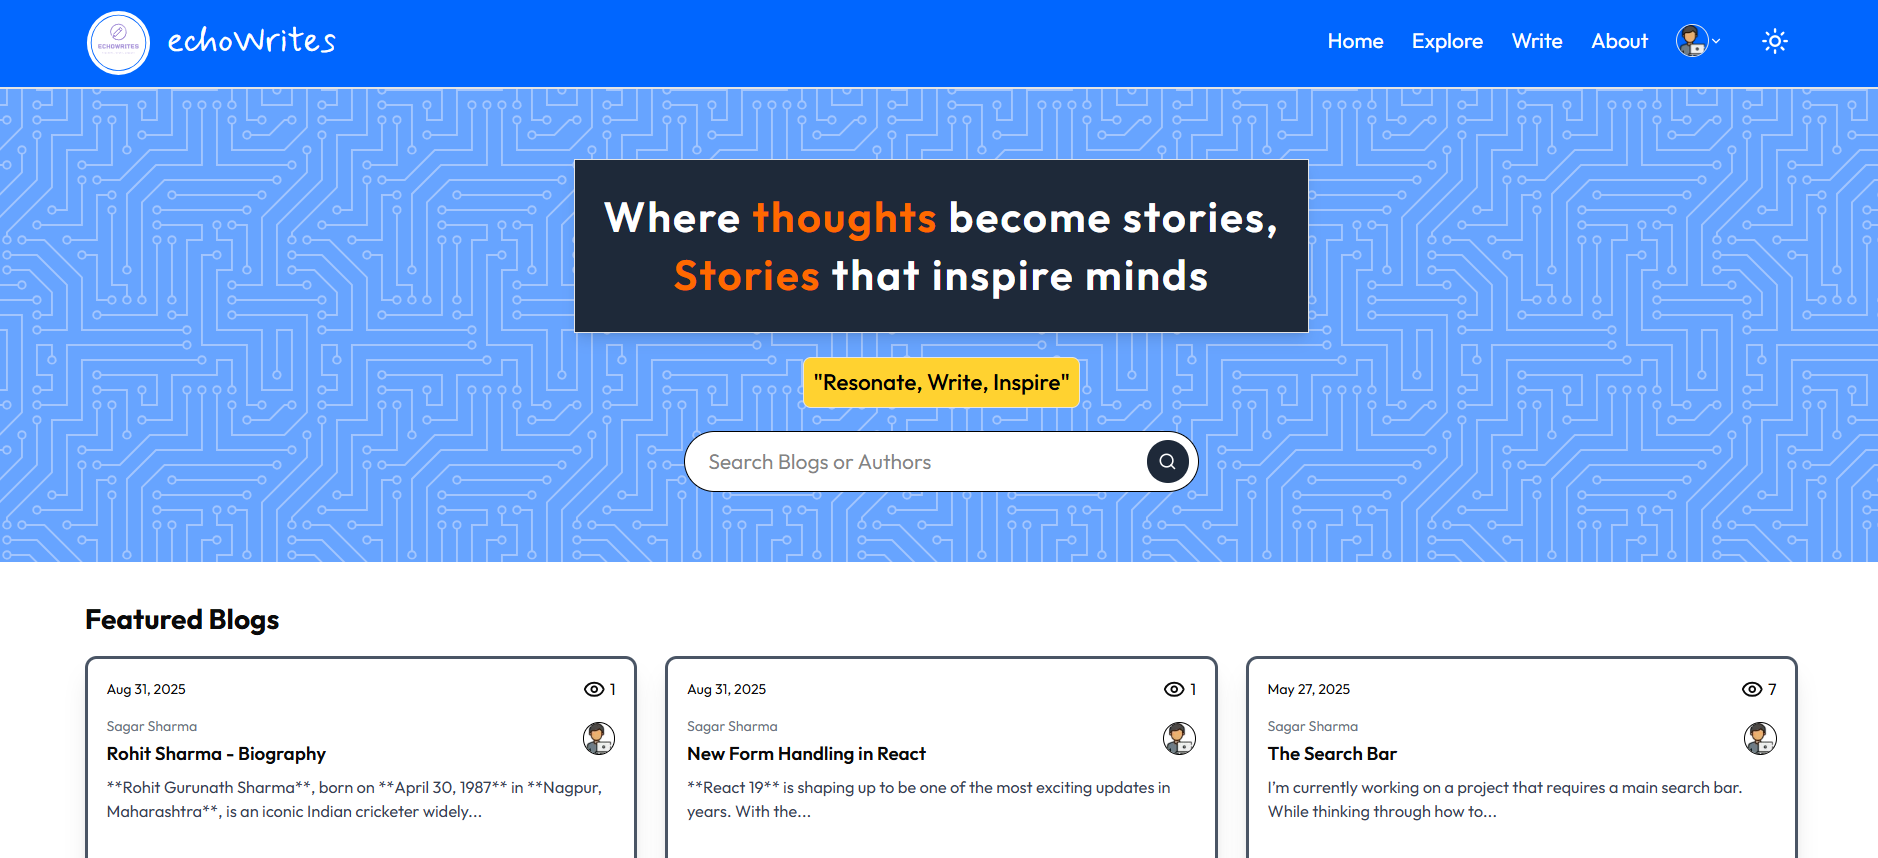 ECHOWRITES
echoWrites
Home Explore Write About
Where thoughts become stories,
Stories that inspire minds
"Resonate, Write, Inspire"
Search Blogs or Authors
Featured Blogs
Aug 31, 2025 1
Sagar Sharma
Rohit Sharma - Biography
**Rohit Gurunath Sharma**, born on **April 30, 1987** in **Nagpur,
Maharashtra**, is an iconic Indian cricketer widely...
Aug 31, 2025 1
Sagar Sharma
New Form Handling in React
**React 19** is shaping up to be one of the most exciting updates in
years. With the...
May 27, 2025 7
Sagar Sharma
The Search Bar
I'm currently working on a project that requires a main search bar.
While thinking through how to...